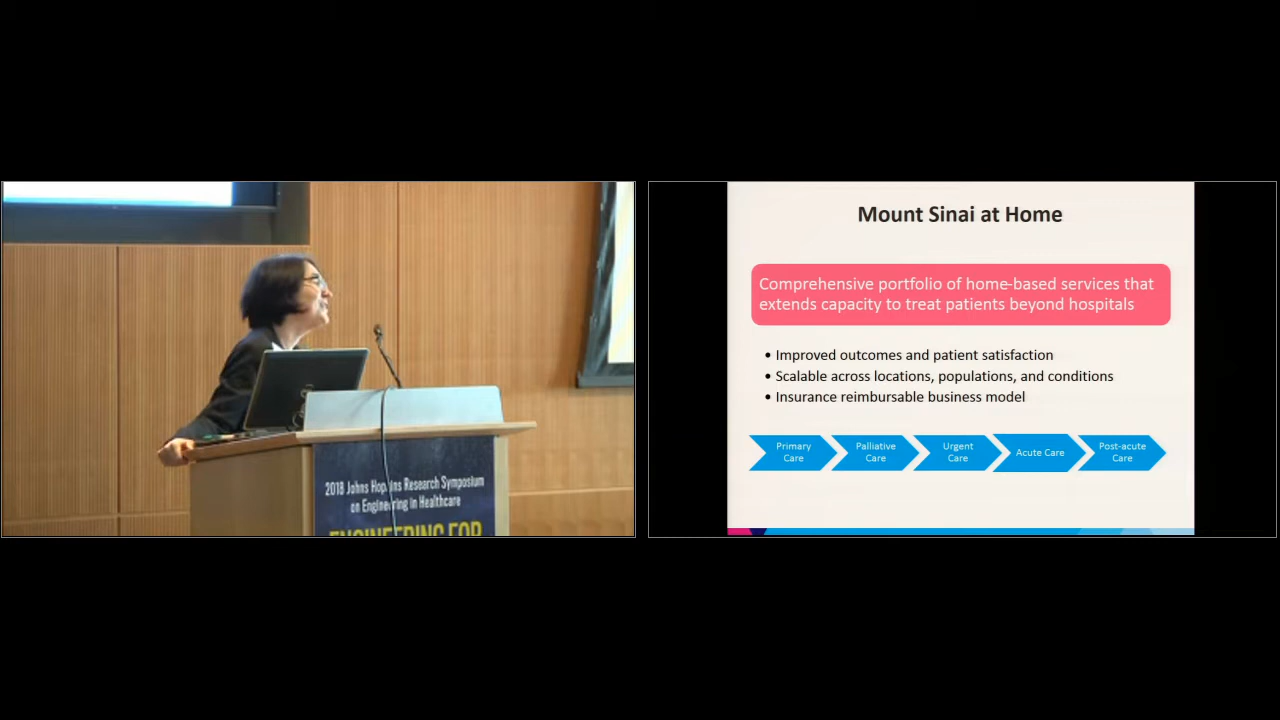 2018 Johns Hopkins Research Symposium
on Engineering in Healthcare
ENGINEERING FOR
Mount Sinai at Home
Comprehensive portfolio of home-based services that
extends capacity to treat patients beyond hospitals
• Improved outcomes and patient satisfaction
• Scalable across locations, populations, and conditions
• Insurance reimbursable business model
Primary
Care
Palliative
Care
Urgent
Care
Acute Care
Post-acute
Care